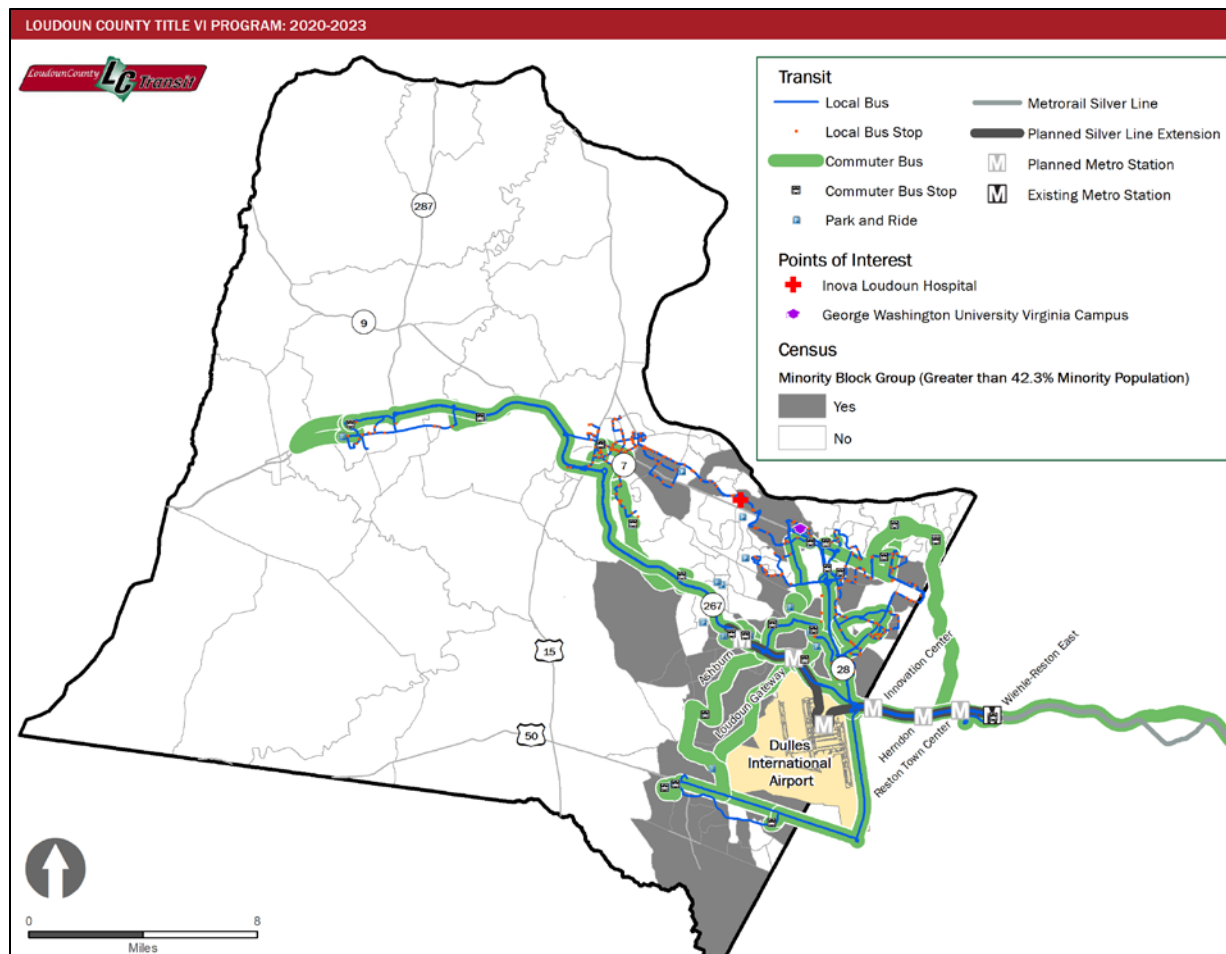 LOUDOUN COUNTY TITLE VI PROGRAM: 2020-2023
LoudounCounty LC Transit
Transit
Local Bus
Local Bus Stop
Commuter Bus
Commuter Bus Stop
Park and Ride
Metrorail Silver Line
Planned Silver Line Extension
M Planned Metro Station
M Existing Metro Station
Points of Interest
Inova Loudoun Hospital
George Washington University Virginia Campus
Census
Minority Block Group (Greater than 42.3% Minority Population)
Yes
No
287
9
7
267
15
50
28
Ashburn
Loudoun Gateway
Innovation Center
Herndon
Reston Town Center
Wiehle-Reston East
M
M
M
M
M
M
M
Dulles
International
Airport
0 8
Miles